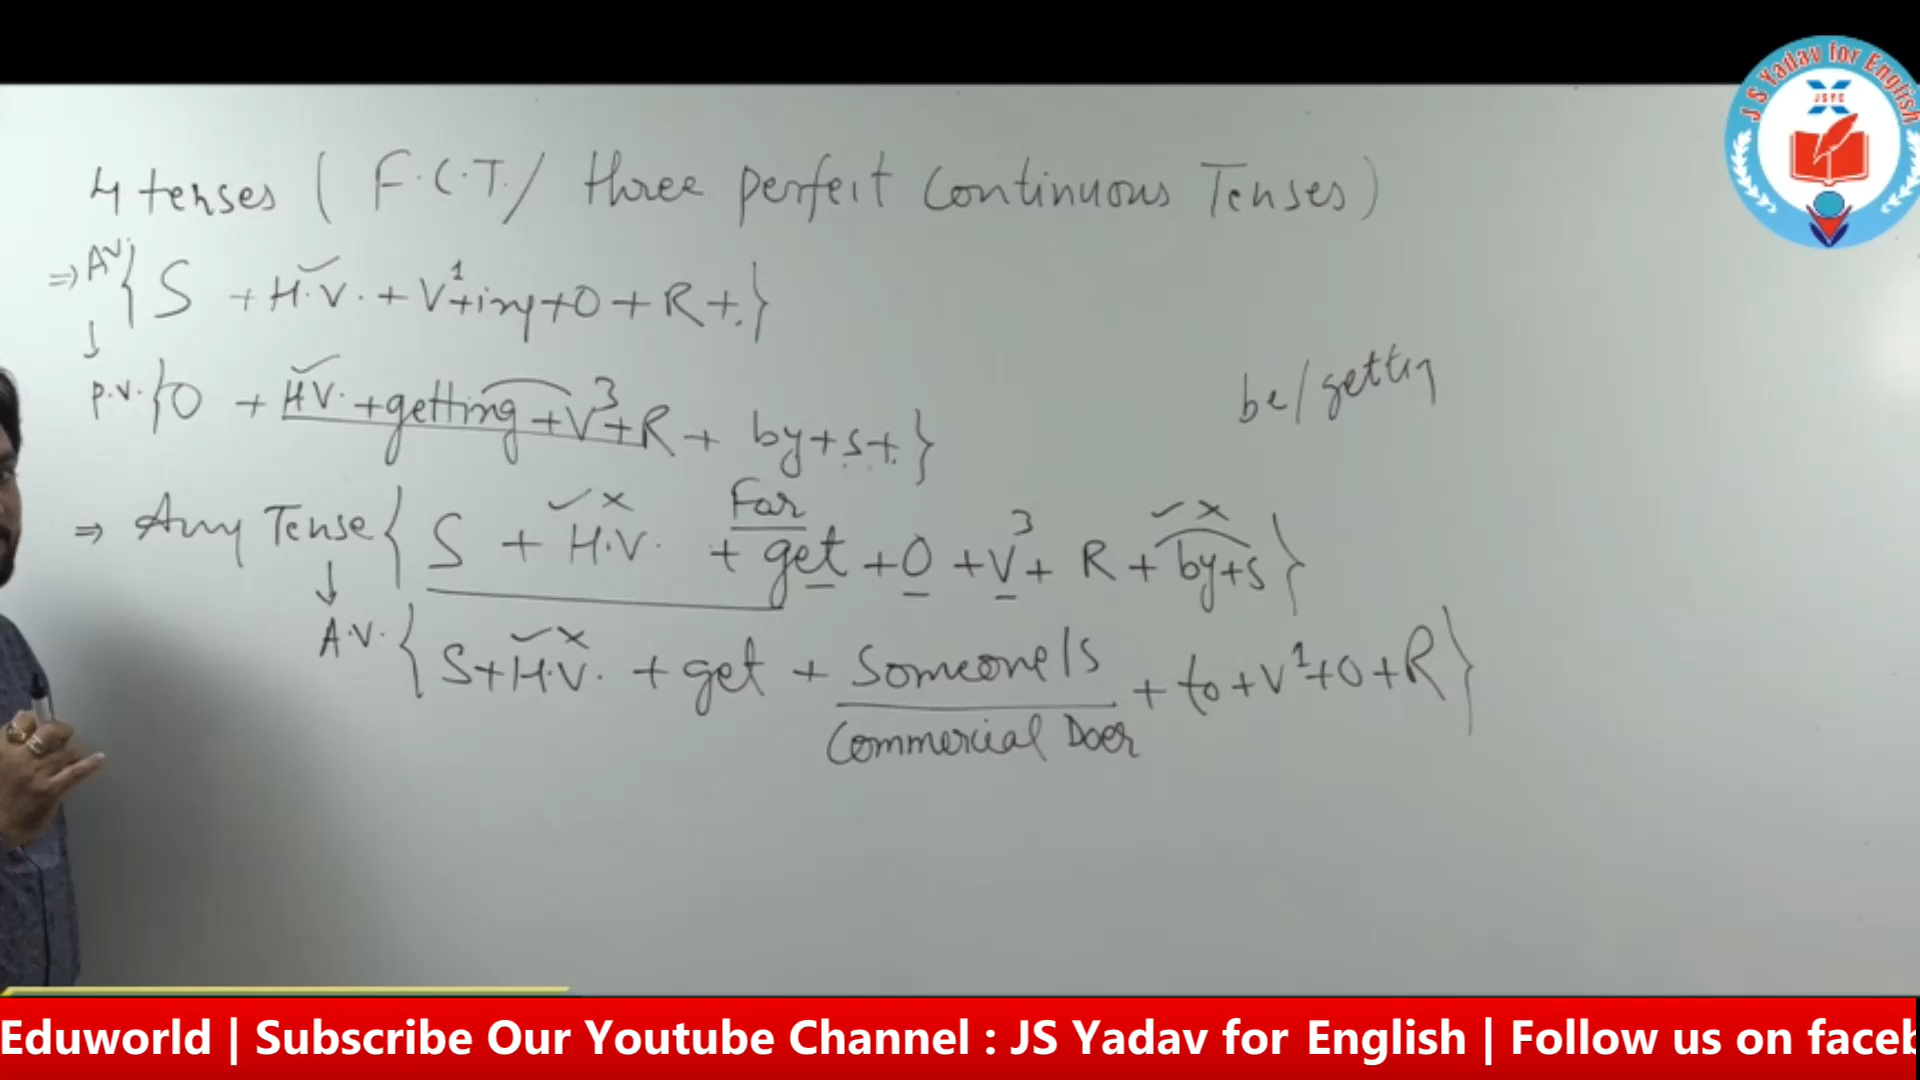 J S Yadav for English
JSYE
4 tenses ( F.C.T. / three perfect Continuous Tenses )
⇒ A.V. { S + H.V. + V¹+ing+O + R + . }
↓
P.V. { O + H.V. + getting + V³ + R + by + s + . }
be/getting
⇒ Any Tense { S + H.V. + get + O + V³ + R + by+s }
↓
A.V. { S + H.V. + get + Someone/S + to + V¹ + O + R }
Commercial Doer
Eduworld | Subscribe Our Youtube Channel : JS Yadav for English | Follow us on faceb